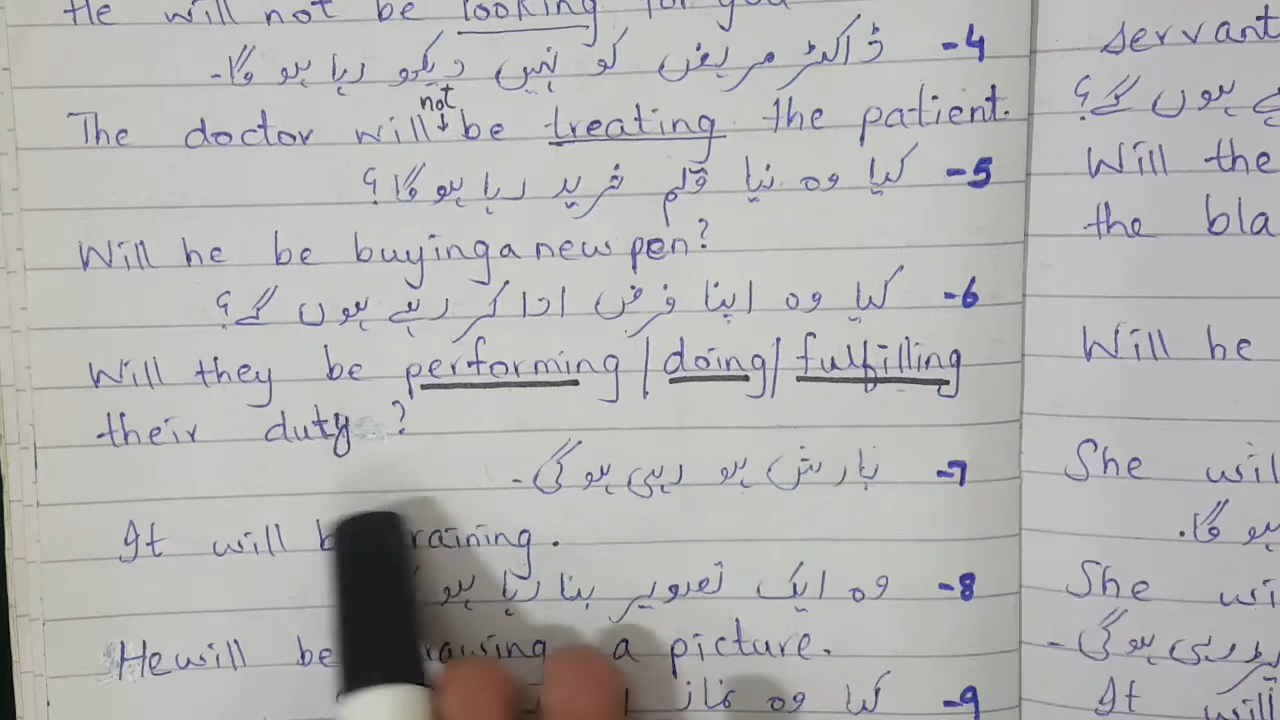 He will not be looking for you
4- ڈاکٹر مریض کو نہیں دیکھ رہا ہو گا۔
not
The doctor will be treating the patient.
5- کیا وہ نیا قلم خرید رہا ہو گا؟
Will he be buying a new pen?
6- کیا وہ اپنا فرض ادا کر رہے ہوں گے؟
Will they be performing / doing / fulfilling
their duty?
7- بارش ہو رہی ہو گی۔
It will be raining.
8- وہ ایک تصویر بنا رہا ہو
He will be drawing a picture.
9- کیا وہ نماز
servant
ہوں گے؟
Will the
the bla
Will he
She wil
ہو گا۔
She wi
رہی ہو گی۔
It will